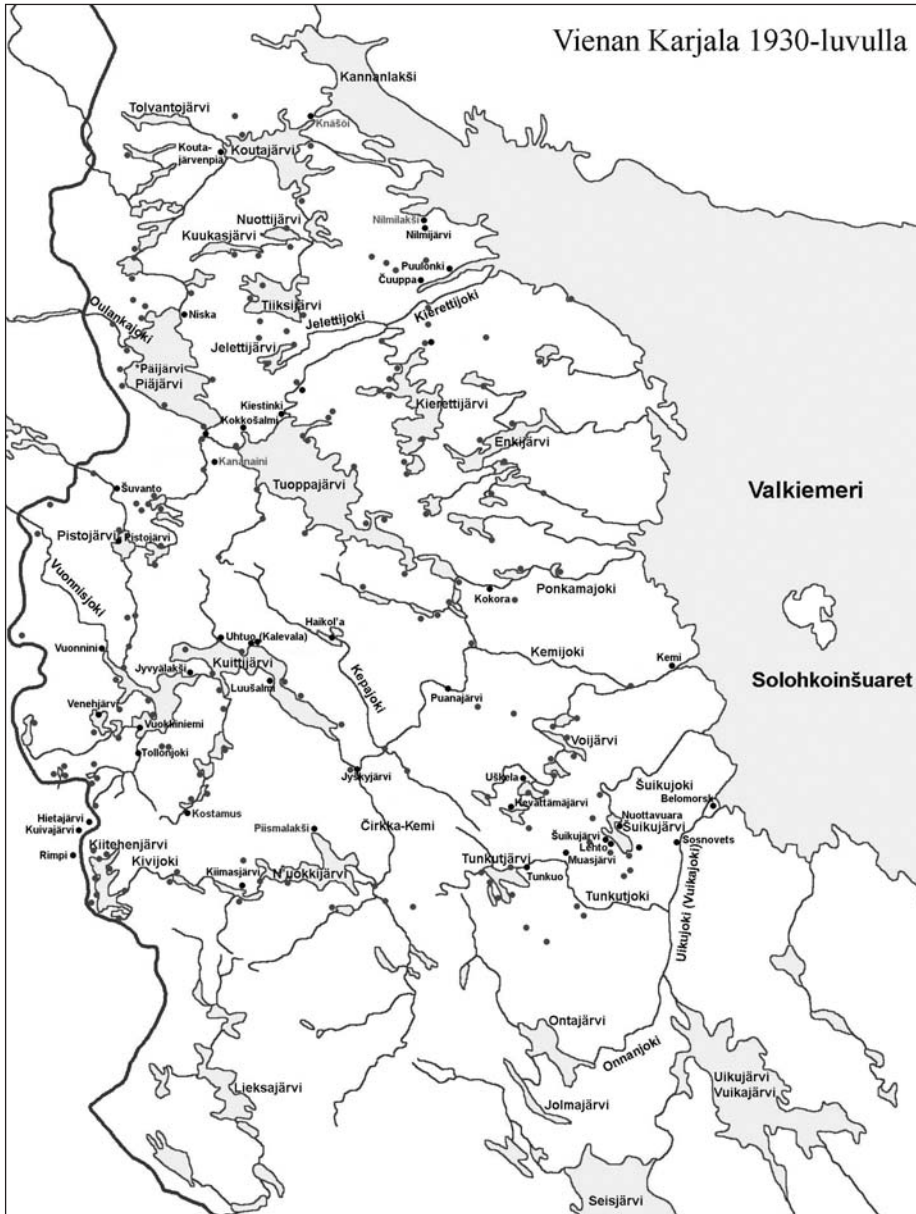 Vienan Karjala 1930-luvulla
Kannanlakši
Tolvantojärvi
Knäšöi
Kouta-
järvenpiä
Koutajärvi
Nilmilakši
Nilmijärvi
Nuottijärvi
Kuukasjärvi
Puulonki
Čuuppa
Tiiksijärvi
Kierettijoki
Oulankajoki
Niska
Jelettijoki
Jelettijärvi
Päijärvi
Piäjärvi
Kiestinki
Kierettijärvi
Kokkošalmi
Enkijärvi
Kananaini
Tuoppajärvi
Šuvanto
Valkiemeri
Pistojärvi
Pistojärvi
Vuonnisjoki
Kokora
Ponkamajoki
Uhtuo (Kalevala)
Haikol'a
Vuonnini
Kuittijärvi
Kemijoki
Kemi
Jyvyälakši
Luušalmi
Kepajoki
Puanajärvi
Solohkoinšuaret
Venehjärvi
Vuokkiniemi
Voijärvi
Tollonjoki
Jyškyjärvi
Uškela
Šuikujoki
Kostamus
Kevättämäjärvi
Belomorsk
Hietajärvi
Kuivajärvi
Piismalakši
Čirkka-Kemi
Nuottavuara
Šuikujärvi
Kiitehenjärvi
Šuikujärvi
Lehto
Sosnovets
Rimpi
Kivijoki
Kiimasjärvi
N'uokkijärvi
Tunkutjärvi
Muasjärvi
Tunkuo
Tunkutjoki
Uikujoki (Vuikajoki)
Ontajärvi
Onnanjoki
Uikujärvi
Vuikajärvi
Lieksajärvi
Jolmajärvi
Seisjärvi